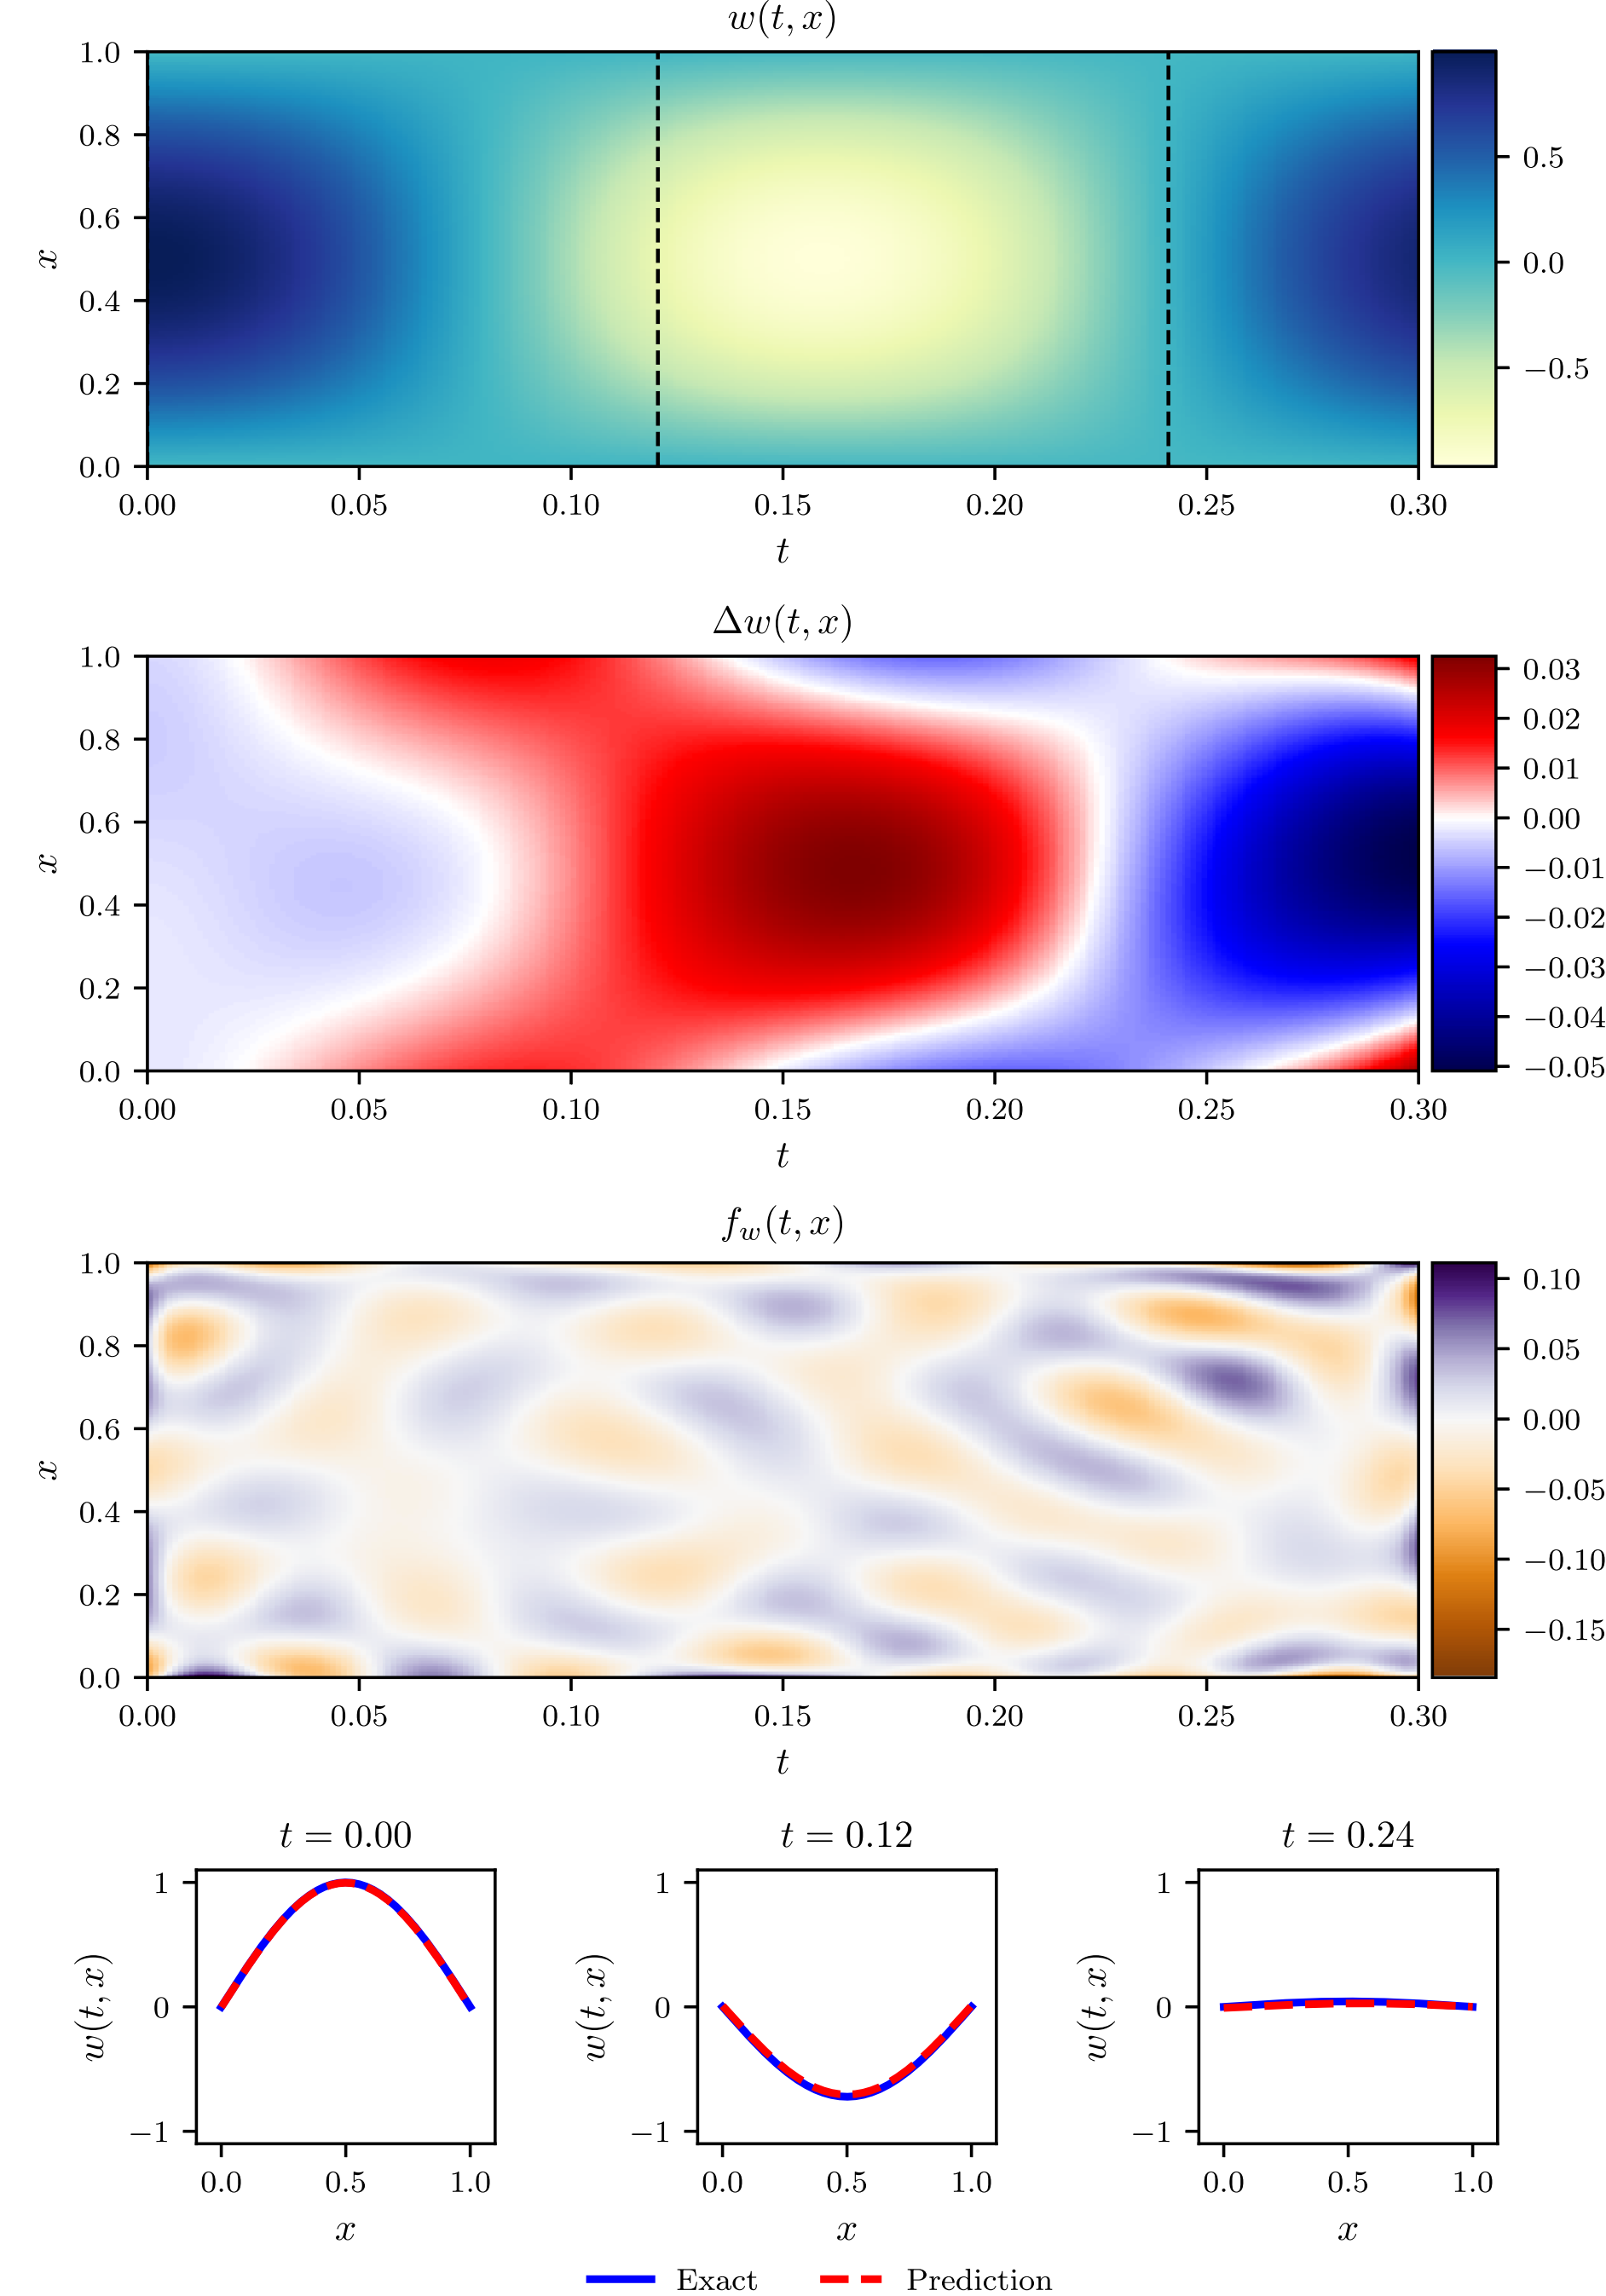 w(t, x)
1.0
0.8
0.6
0.4
0.2
0.0
x
0.00 0.05 0.10 0.15 0.20 0.25 0.30
t
0.5
0.0
−0.5
Δw(t, x)
1.0
0.8
0.6
0.4
0.2
0.0
x
0.00 0.05 0.10 0.15 0.20 0.25 0.30
t
0.03
0.02
0.01
0.00
−0.01
−0.02
−0.03
−0.04
−0.05
f_w(t, x)
1.0
0.8
0.6
0.4
0.2
0.0
x
0.00 0.05 0.10 0.15 0.20 0.25 0.30
t
0.10
0.05
0.00
−0.05
−0.10
−0.15
t = 0.00
1
0
−1
w(t, x)
0.0 0.5 1.0
x
t = 0.12
1
0
−1
w(t, x)
0.0 0.5 1.0
x
t = 0.24
1
0
−1
w(t, x)
0.0 0.5 1.0
x
Exact Prediction